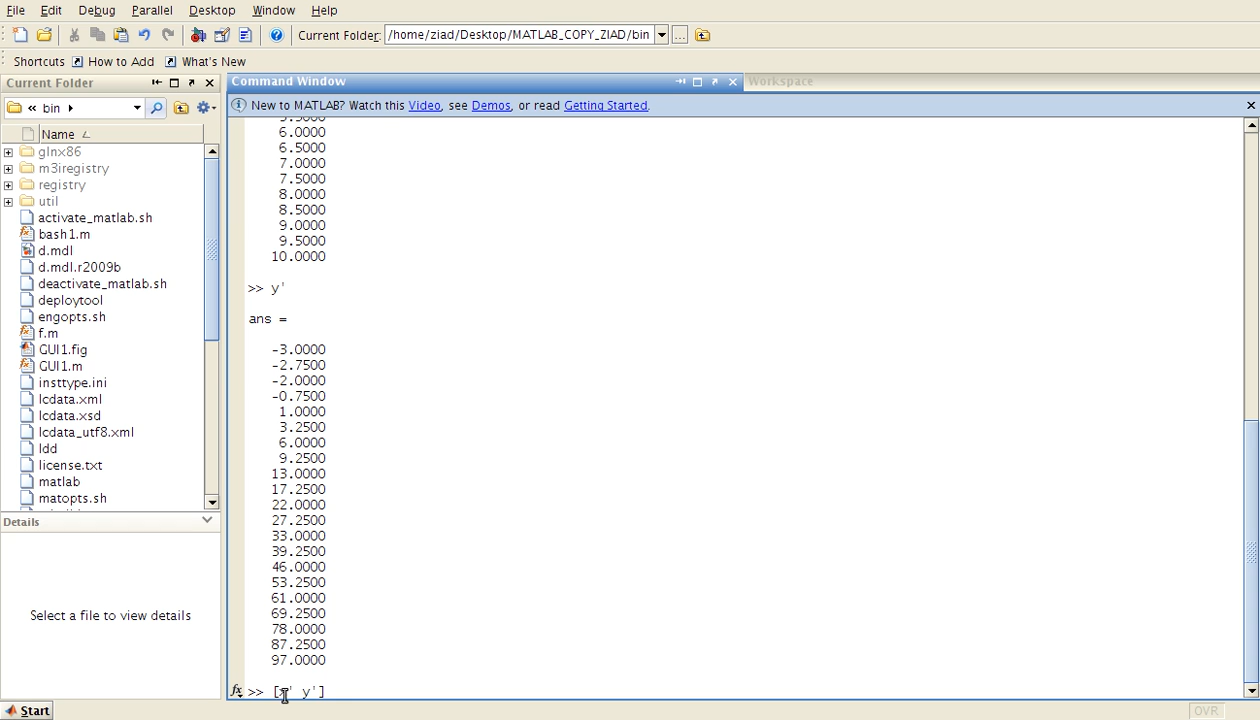 File Edit Debug Parallel Desktop Window Help
Current Folder: /home/ziad/Desktop/MATLAB_COPY_ZIAD/bin ...
Shortcuts How to Add What's New
Current Folder
Command Window
Workspace
« bin
New to MATLAB? Watch this Video, see Demos, or read Getting Started.
Name
glnx86
m3iregistry
registry
util
activate_matlab.sh
bash1.m
d.mdl
d.mdl.r2009b
deactivate_matlab.sh
deploytool
engopts.sh
f.m
GUI1.fig
GUI1.m
insttype.ini
lcdata.xml
lcdata.xsd
lcdata_utf8.xml
ldd
license.txt
matlab
matopts.sh
Details
Select a file to view details
6.0000
6.5000
7.0000
7.5000
8.0000
8.5000
9.0000
9.5000
10.0000
>> y'
ans =
-3.0000
-2.7500
-2.0000
-0.7500
1.0000
3.2500
6.0000
9.2500
13.0000
17.2500
22.0000
27.2500
33.0000
39.2500
46.0000
53.2500
61.0000
69.2500
78.0000
87.2500
97.0000
fx >> [x' y']
Start
OVR